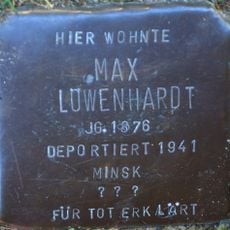 HIER WOHNTE
MAX
LÖWENHARDT
JG. 1876
DEPORTIERT 1941
MINSK
? ? ?
FÜR TOT ERKLÄRT